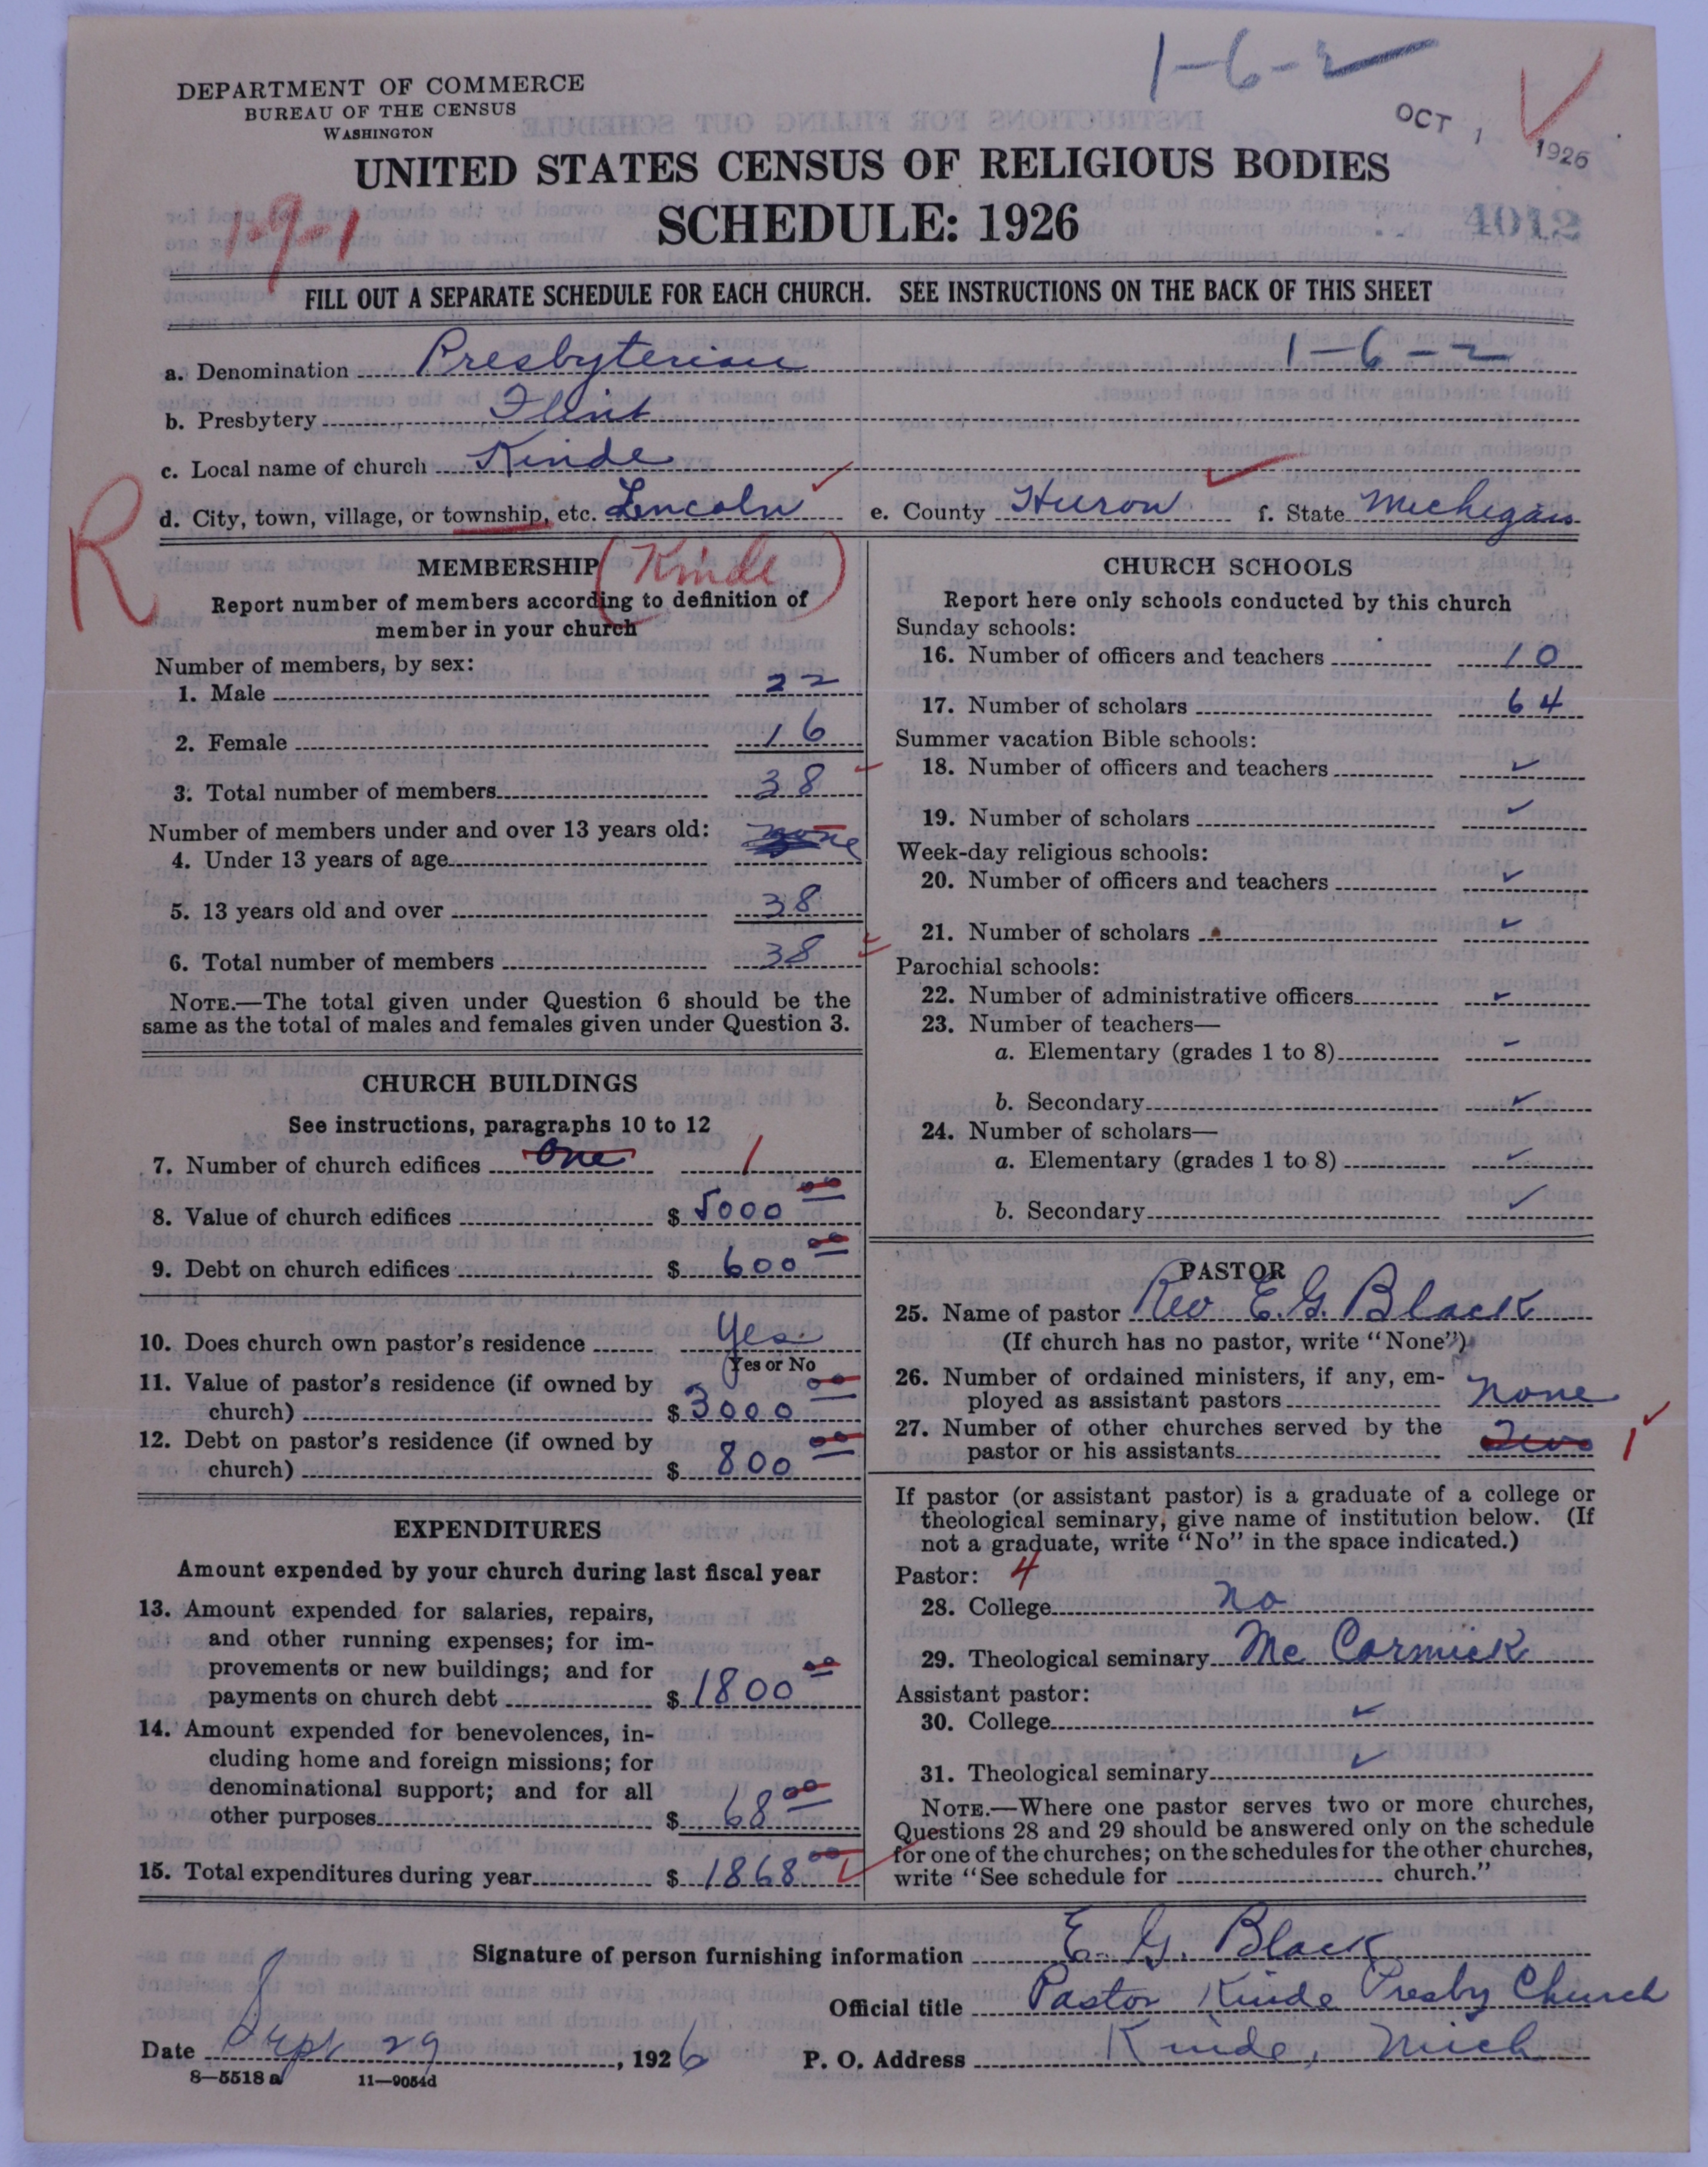 1-6-2
DEPARTMENT OF COMMERCE
BUREAU OF THE CENSUS
WASHINGTON
OCT 1 1926
UNITED STATES CENSUS OF RELIGIOUS BODIES
SCHEDULE: 1926
19-1
4012
FILL OUT A SEPARATE SCHEDULE FOR EACH CHURCH. SEE INSTRUCTIONS ON THE BACK OF THIS SHEET
a. Denomination Presbyterian 1-6-2
b. Presbytery Flint
c. Local name of church Kinde
d. City, town, village, or township, etc. Lincoln e. County Huron f. State Michigan
R
MEMBERSHIP (Kinde)
Report number of members according to definition of
member in your church
Number of members, by sex:
1. Male 22
2. Female 16
3. Total number of members 38
Number of members under and over 13 years old:
4. Under 13 years of age none
5. 13 years old and over 38
6. Total number of members 38
NOTE.—The total given under Question 6 should be the
same as the total of males and females given under Question 3.
CHURCH BUILDINGS
See instructions, paragraphs 10 to 12
7. Number of church edifices One 1
8. Value of church edifices $ 5000 00
9. Debt on church edifices $ 600 00
10. Does church own pastor's residence Yes
Yes or No
11. Value of pastor's residence (if owned by
church) $ 3000 00
12. Debt on pastor's residence (if owned by
church) $ 800 00
EXPENDITURES
Amount expended by your church during last fiscal year
13. Amount expended for salaries, repairs,
and other running expenses; for im-
provements or new buildings; and for
payments on church debt $ 1800 00
14. Amount expended for benevolences, in-
cluding home and foreign missions; for
denominational support; and for all
other purposes $ 68 00
15. Total expenditures during year $ 1868 00
CHURCH SCHOOLS
Report here only schools conducted by this church
Sunday schools:
16. Number of officers and teachers 10
17. Number of scholars 64
Summer vacation Bible schools:
18. Number of officers and teachers ✓
19. Number of scholars ✓
Week-day religious schools:
20. Number of officers and teachers ✓
21. Number of scholars ✓
Parochial schools:
22. Number of administrative officers ✓
23. Number of teachers—
a. Elementary (grades 1 to 8) ✓
b. Secondary ✓
24. Number of scholars—
a. Elementary (grades 1 to 8) ✓
b. Secondary ✓
PASTOR
25. Name of pastor Rev E. G. Black
(If church has no pastor, write "None")
26. Number of ordained ministers, if any, em-
ployed as assistant pastors none
27. Number of other churches served by the
pastor or his assistants Two 1
If pastor (or assistant pastor) is a graduate of a college or
theological seminary, give name of institution below. (If
not a graduate, write "No" in the space indicated.)
Pastor: 4
28. College no
29. Theological seminary Mc Cormick
Assistant pastor:
30. College ✓
31. Theological seminary ✓
NOTE.—Where one pastor serves two or more churches,
Questions 28 and 29 should be answered only on the schedule
for one of the churches; on the schedules for the other churches,
write "See schedule for church."
Signature of person furnishing information E. G. Black
Official title Pastor Kinde Presby Church
Date Sept 29, 1926 P. O. Address Kinde, Mich
8—5518 a 11—9054d